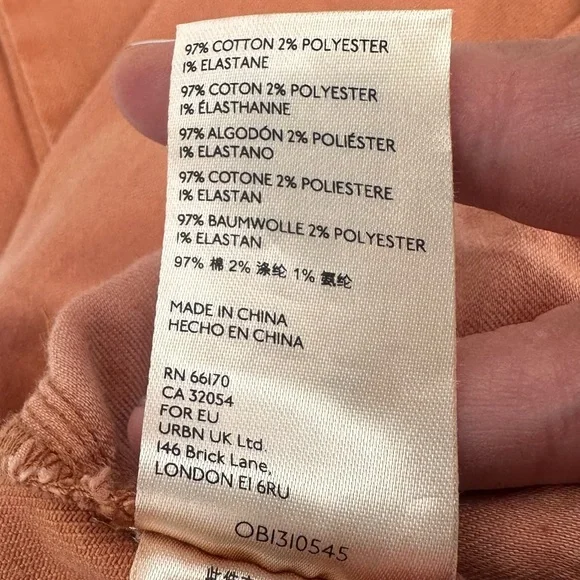 97% COTTON 2% POLYESTER
1% ELASTANE
97% COTON 2% POLYESTER
1% ÉLASTHANNE
97% ALGODÓN 2% POLIÉSTER
1% ELASTANO
97% COTONE 2% POLIESTERE
1% ELASTAN
97% BAUMWOLLE 2% POLYESTER
1% ELASTAN
97% 棉 2% 涤纶 1% 氨纶
MADE IN CHINA
HECHO EN CHINA
RN 66170
CA 32054
FOR EU
URBN UK Ltd.
146 Brick Lane,
LONDON E1 6RU
OB1310545